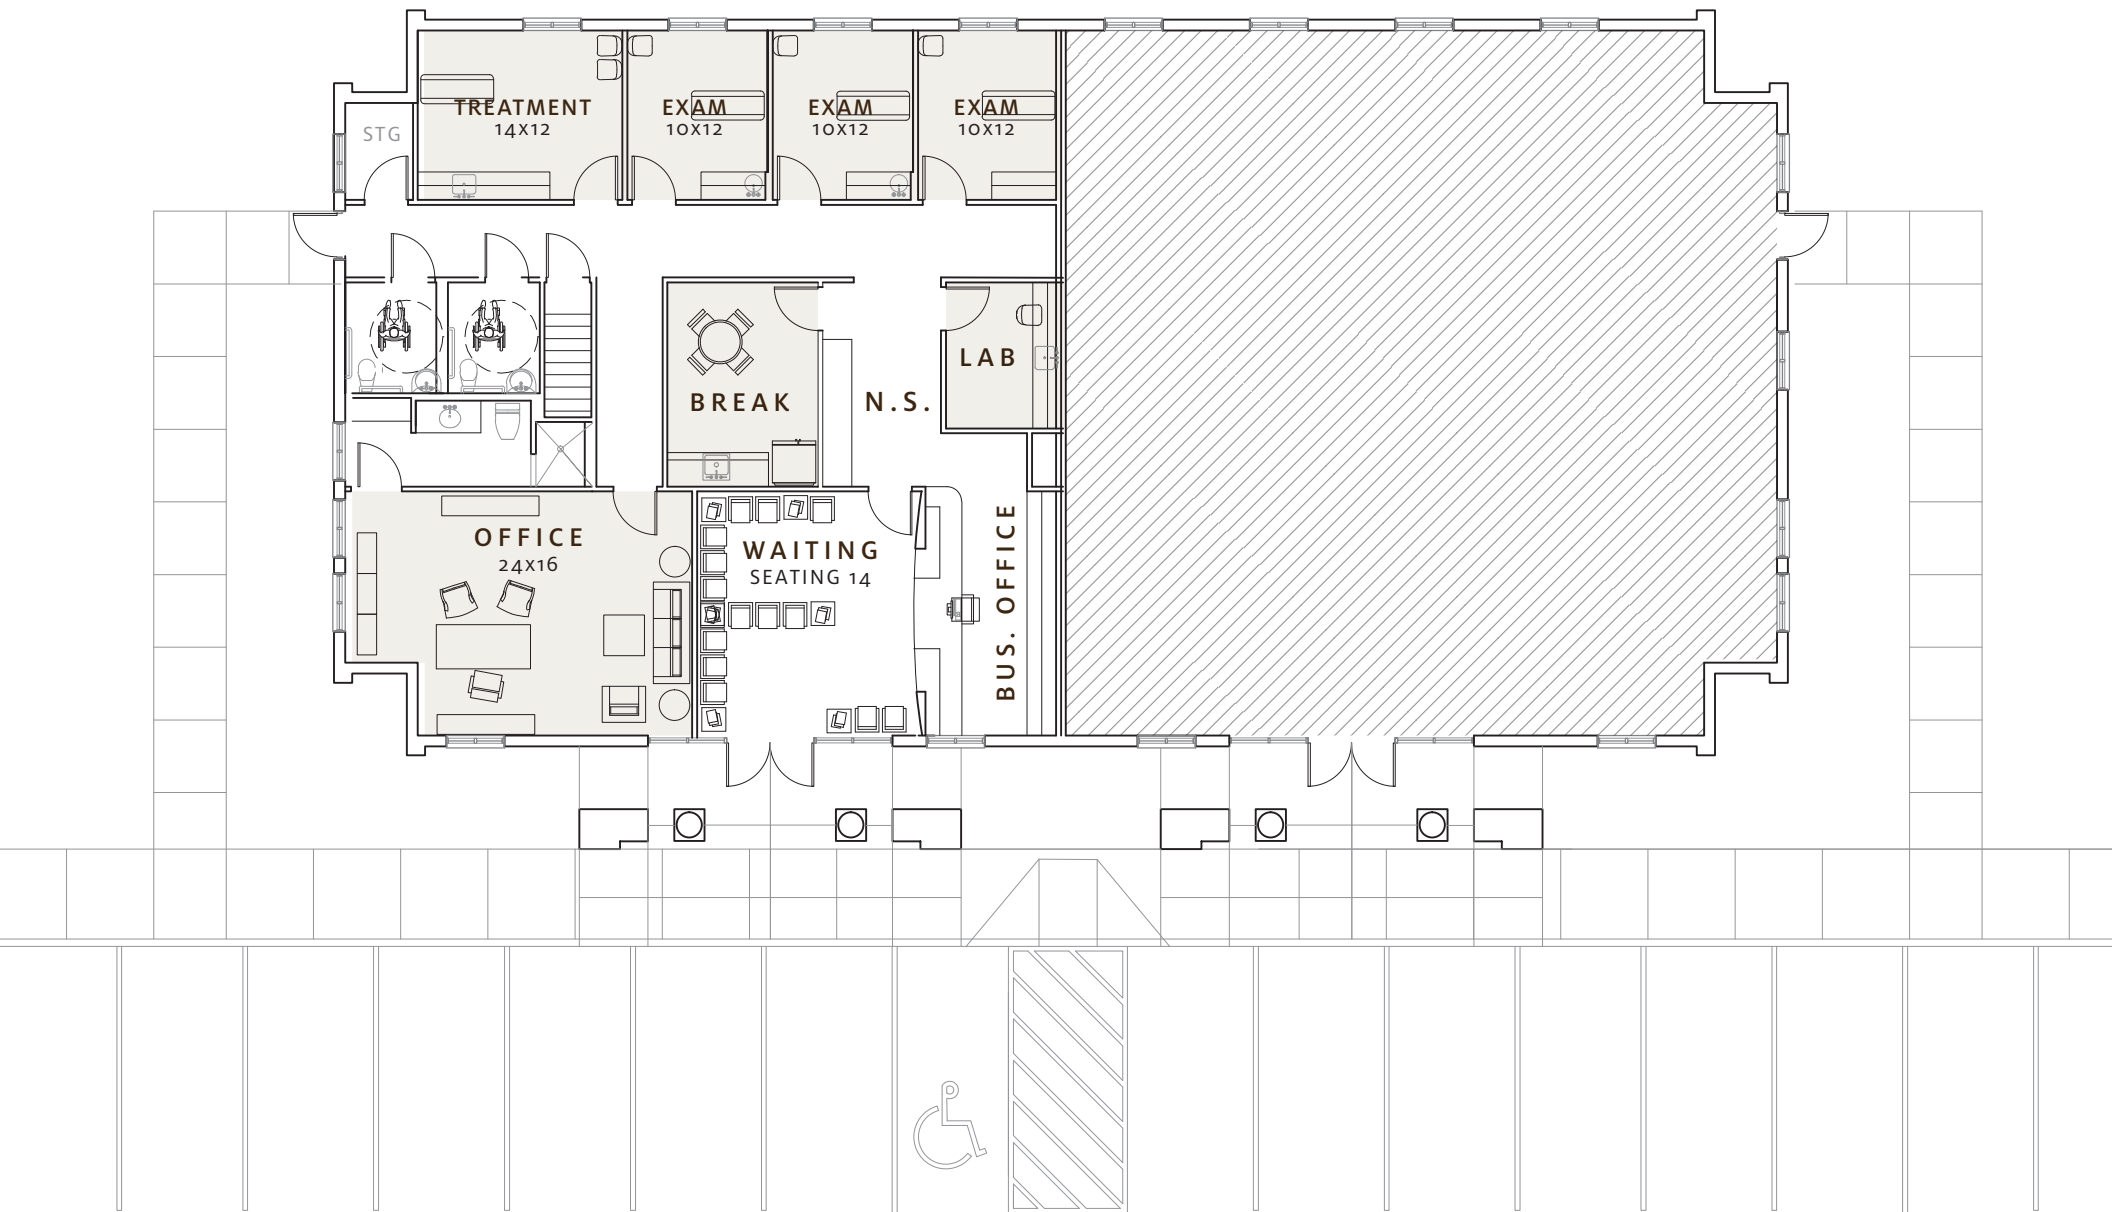 TREATMENT
14X12
EXAM
10X12
EXAM
10X12
EXAM
10X12
STG
LAB
BREAK
N.S.
OFFICE
24X16
WAITING
SEATING 14
BUS. OFFICE